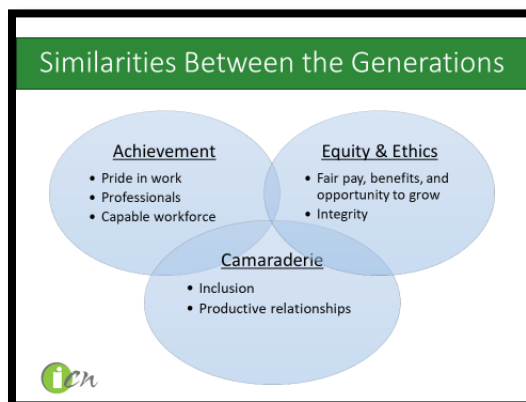 Similarities Between the Generations
Achievement
• Pride in work
• Professionals
• Capable workforce
Equity & Ethics
• Fair pay, benefits, and
opportunity to grow
• Integrity
Camaraderie
• Inclusion
• Productive relationships
icn